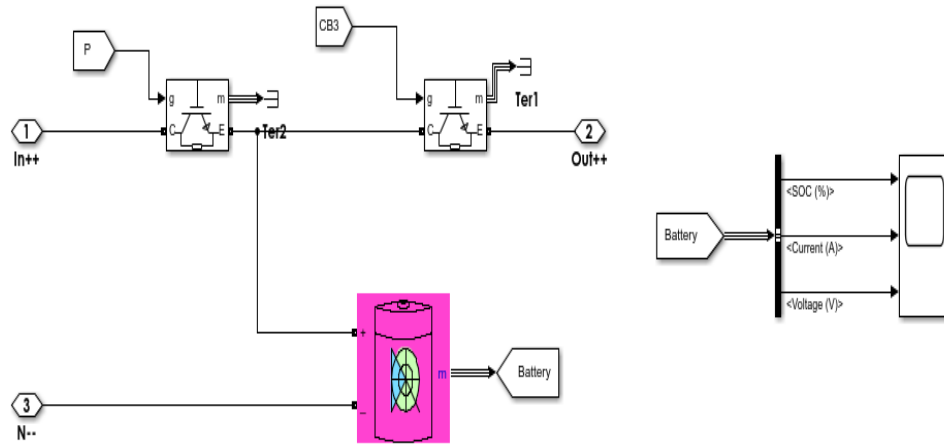 P
CB3
g
m
C
E
Ter2
g
m
C
E
Ter1
1
In++
2
Out++
Battery
<SOC (%)>
<Current (A)>
<Voltage (V)>
+
_
m
Battery
3
N--